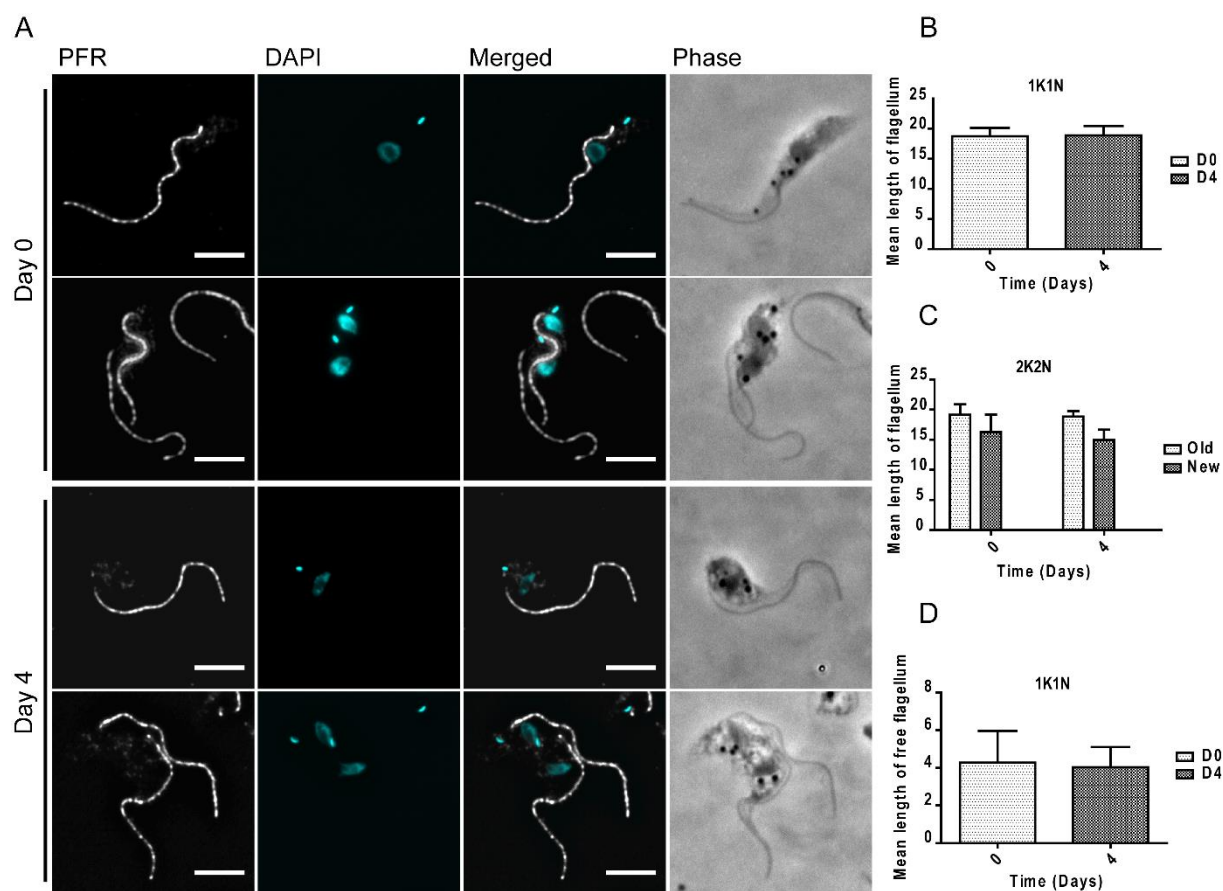 A
PFR DAPI Merged Phase
Day 0
Day 4
B
1K1N
Mean length of flagellum
25
20
15
10
5
0
0 4
Time (Days)
D0
D4
C
2K2N
Mean length of flagellum
25
20
15
10
5
0
0 4
Time (Days)
Old
New
D
1K1N
Mean length of free flagellum
8
6
4
2
0
0 4
Time (Days)
D0
D4